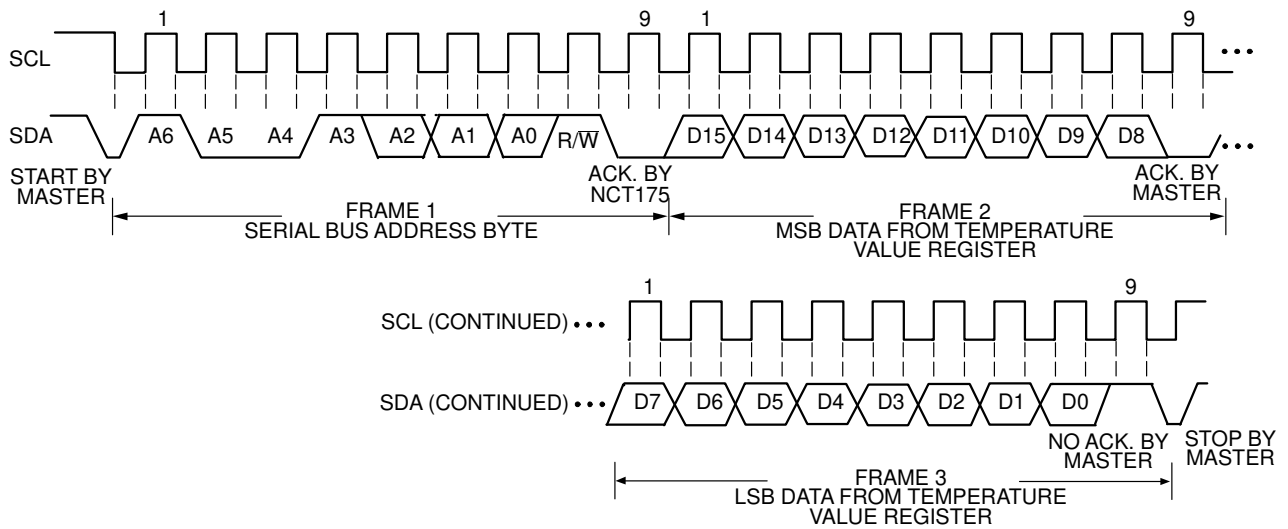 1 9 1 9
SCL
SDA A6 A5 A4 A3 A2 A1 A0 R/W̅ D15 D14 D13 D12 D11 D10 D9 D8
START BY
MASTER
ACK. BY
NCT175
ACK. BY
MASTER
FRAME 1
SERIAL BUS ADDRESS BYTE
FRAME 2
MSB DATA FROM TEMPERATURE
VALUE REGISTER
1 9
SCL (CONTINUED)
SDA (CONTINUED) D7 D6 D5 D4 D3 D2 D1 D0
NO ACK. BY
MASTER
STOP BY
MASTER
FRAME 3
LSB DATA FROM TEMPERATURE
VALUE REGISTER